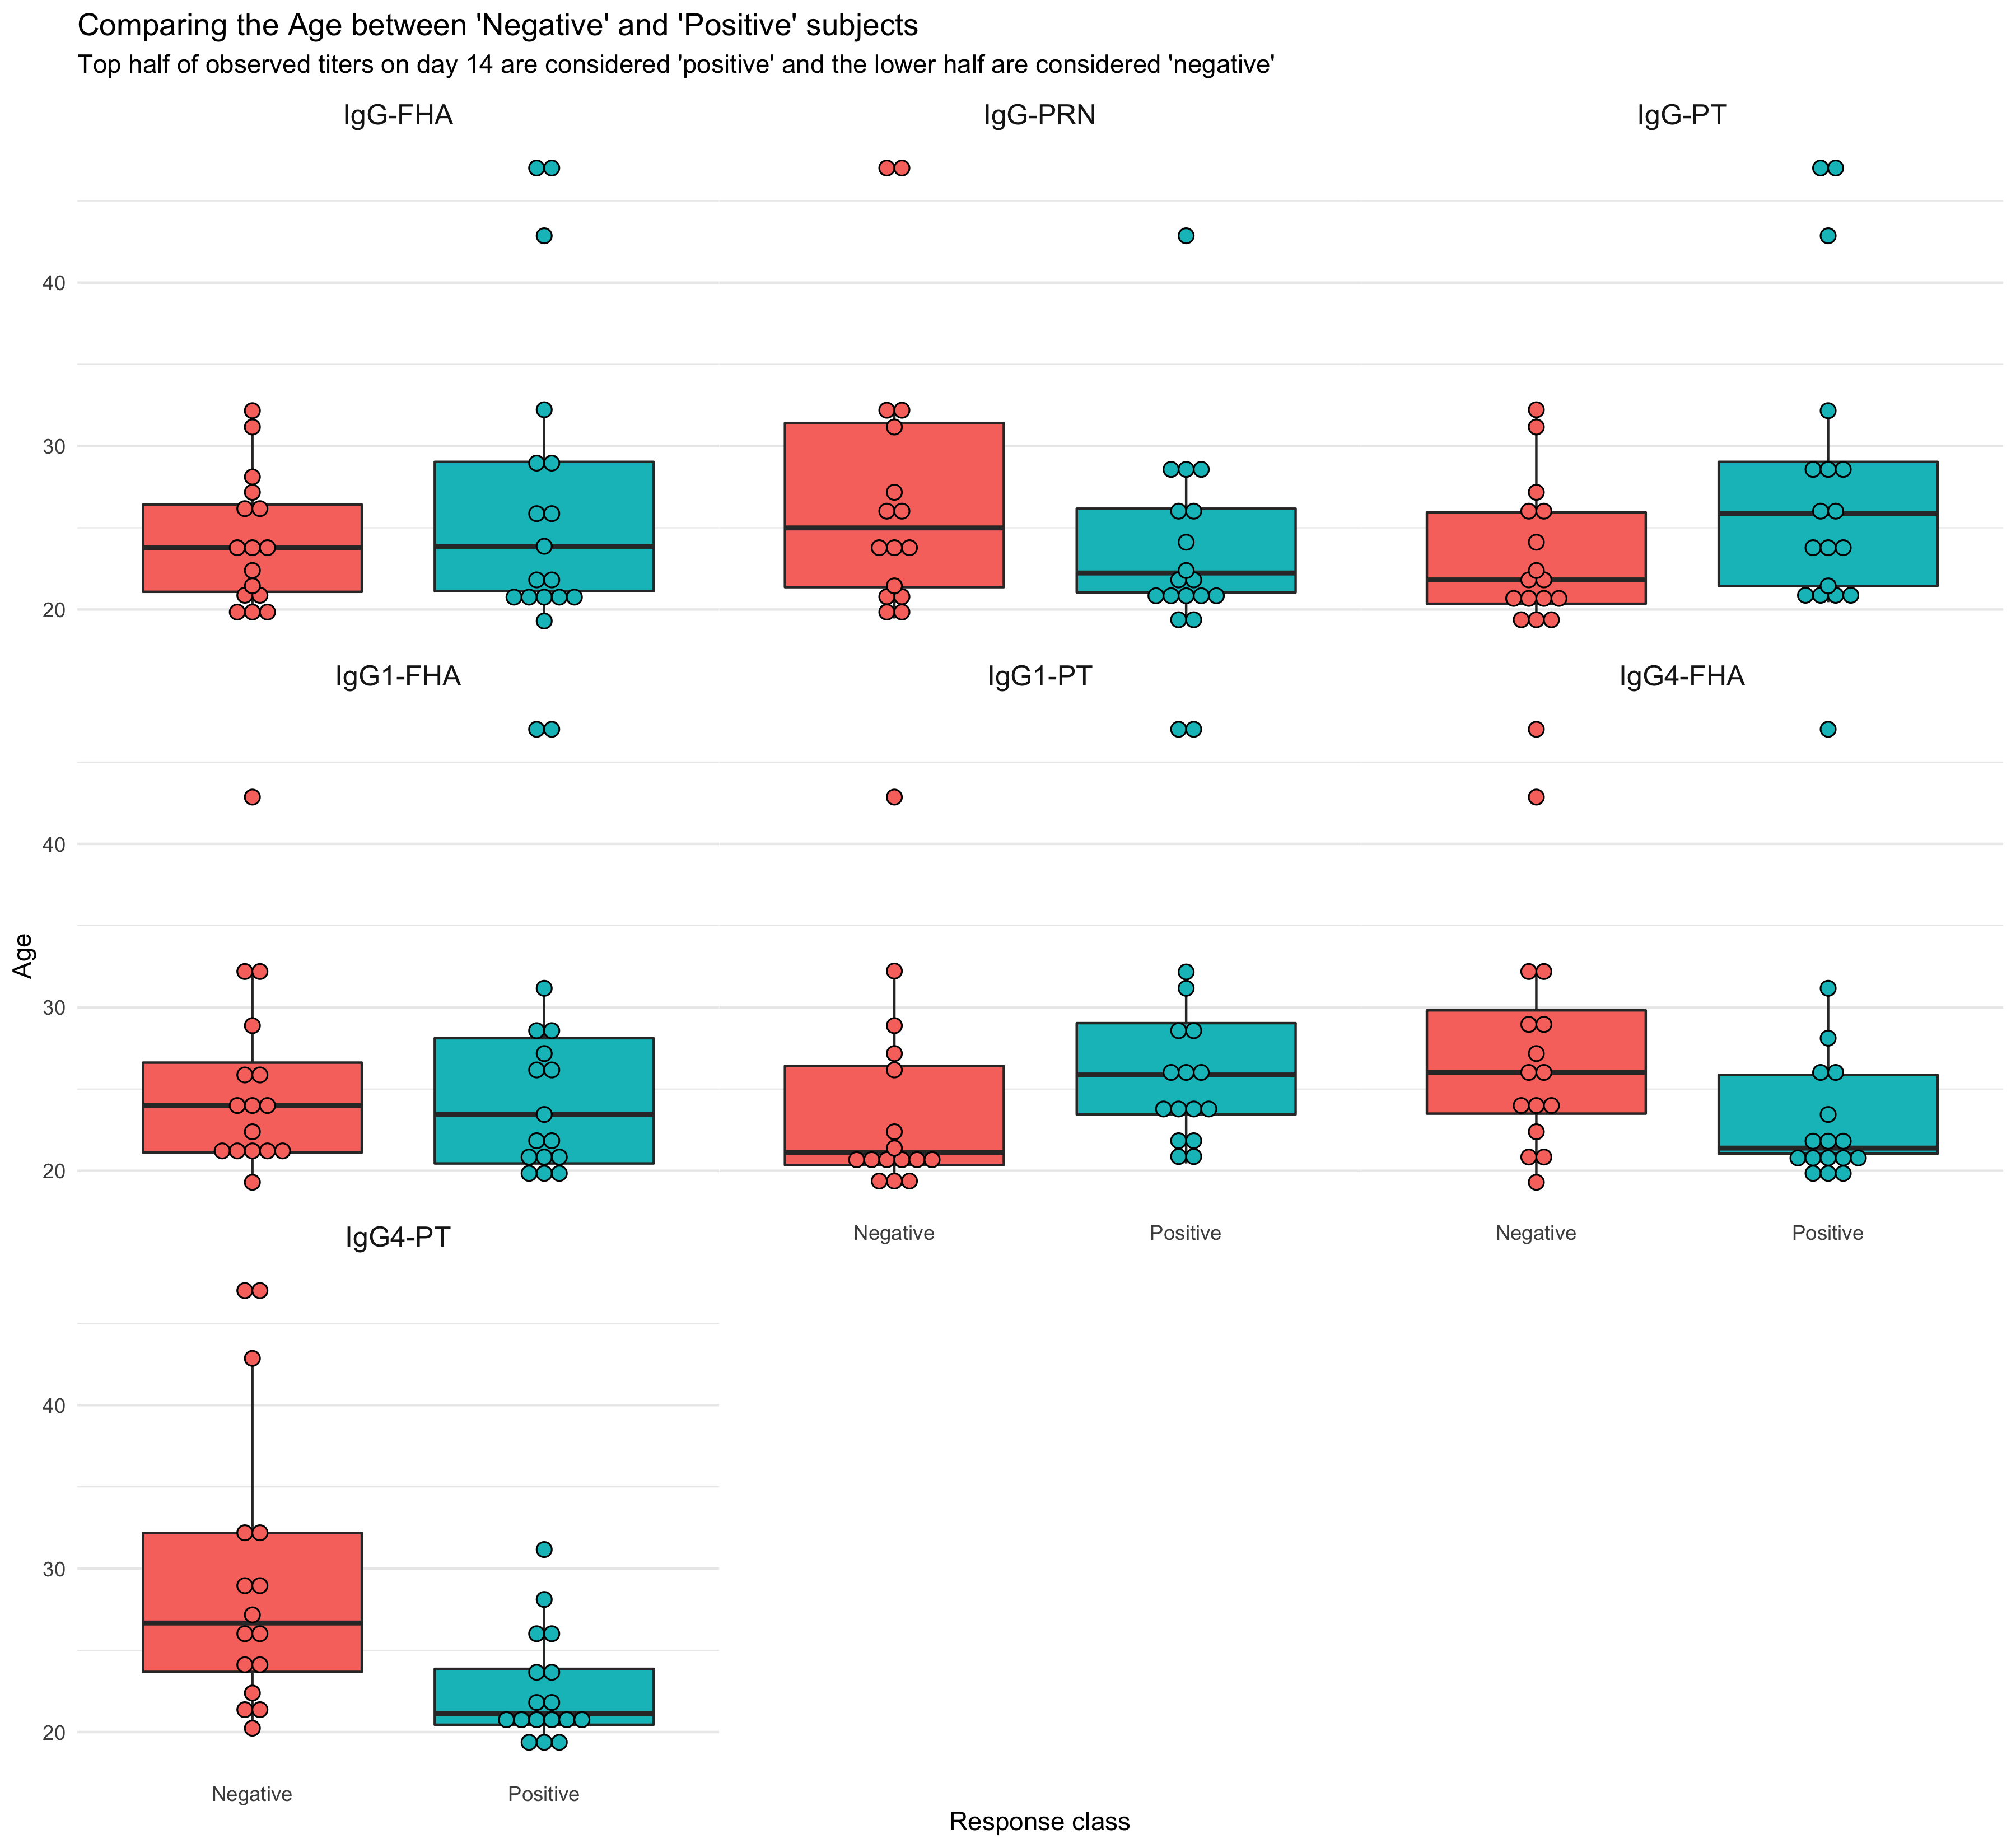 Comparing the Age between 'Negative' and 'Positive' subjects
Top half of observed titers on day 14 are considered 'positive' and the lower half are considered 'negative'
IgG-FHA IgG-PRN IgG-PT
40
30
20
IgG1-FHA IgG1-PT IgG4-FHA
40
Age
30
20
Negative Positive Negative Positive
IgG4-PT
40
30
20
Negative Positive
Response class